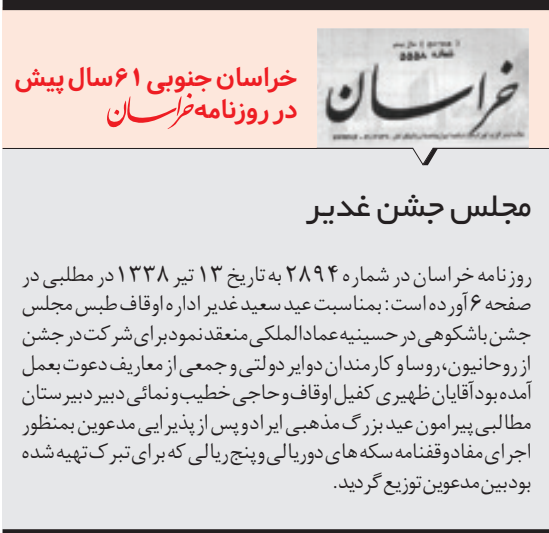 خراسان جنوبی ۶۱سال پیش
در روزنامه خراسان
خراسان
مجلس جشن غدیر
روزنامه خراسان در شماره ۲۸۹۴ به تاریخ ۱۳ تیر ۱۳۳۸ در مطلبی در
صفحه ۶ آورده است: بمناسبت عید سعید غدیر اداره اوقاف طبس مجلس
جشن باشکوهی در حسینیه عمادالملکی منعقد نمود برای شرکت در جشن
از روحانیون، روسا و کارمندان دوایر دولتی و جمعی از معاریف دعوت بعمل
آمده بود آقایان ظهیری کفیل اوقاف و حاجی خطیب و نمائی دبیر دبیرستان
مطالبی پیرامون عید بزرگ مذهبی ایراد و پس از پذیرایی مدعوین بمنظور
اجرای مفاد وقفنامه سکه های دوریالی و پنج ریالی که برای تبرک تهیه شده
بود بین مدعوین توزیع گردید.